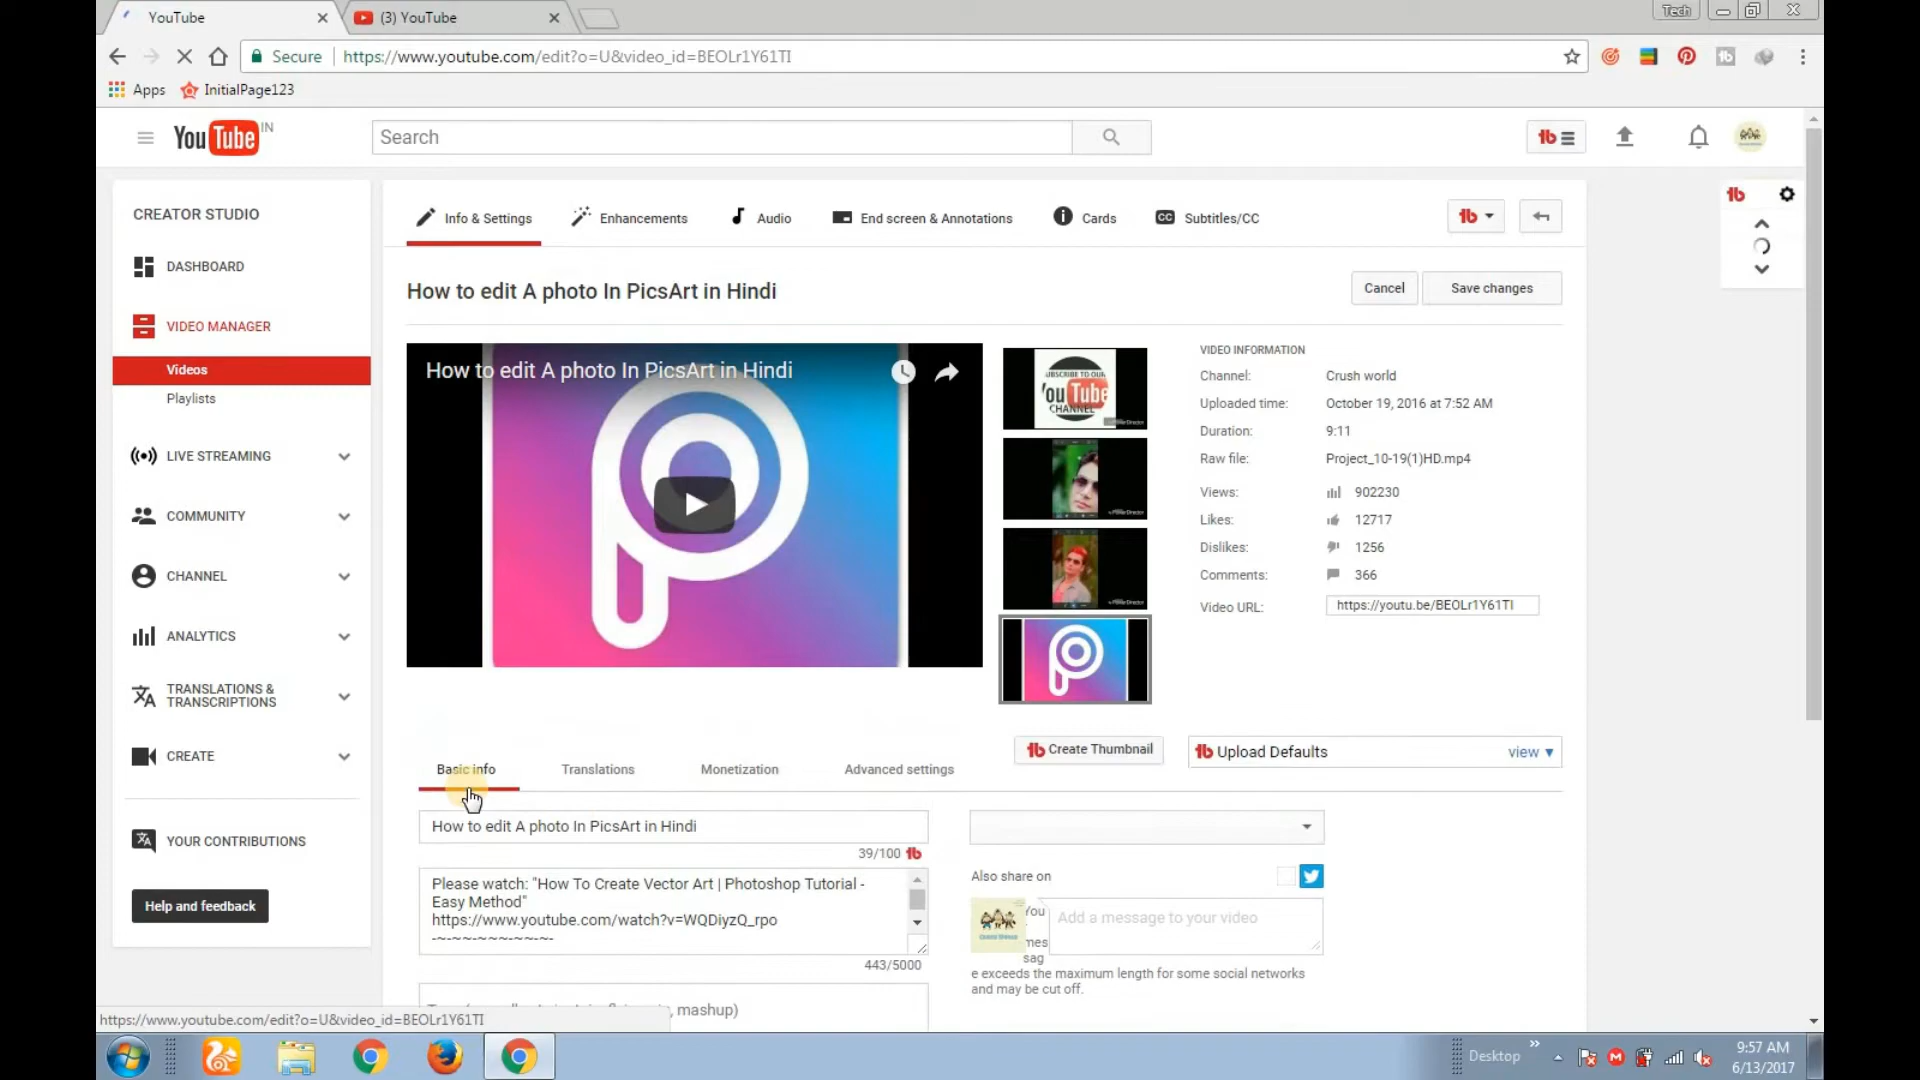 YouTube
(3) YouTube
Tech
Secure
https://www.youtube.com/edit?o=U&video_id=BEOLr1Y61TI
Apps
InitialPage123
YouTube IN
Search
CREATOR STUDIO
DASHBOARD
VIDEO MANAGER
Videos
Playlists
LIVE STREAMING
COMMUNITY
CHANNEL
ANALYTICS
TRANSLATIONS &
TRANSCRIPTIONS
CREATE
YOUR CONTRIBUTIONS
Help and feedback
Info & Settings
Enhancements
Audio
End screen & Annotations
Cards
CC Subtitles/CC
How to edit A photo In PicsArt in Hindi
Cancel
Save changes
How to edit A photo In PicsArt in Hindi
UBSCRIBE TO OUR
ouTube
CHANNEL
VIDEO INFORMATION
Channel: Crush world
Uploaded time: October 19, 2016 at 7:52 AM
Duration: 9:11
Raw file: Project_10-19(1)HD.mp4
Views: 902230
Likes: 12717
Dislikes: 1256
Comments: 366
Video URL: https://youtu.be/BEOLr1Y61TI
Create Thumbnail
Upload Defaults
view
Basic info
Translations
Monetization
Advanced settings
How to edit A photo In PicsArt in Hindi
39/100
Please watch: "How To Create Vector Art | Photoshop Tutorial -
Easy Method"
https://www.youtube.com/watch?v=WQDiyzQ_rpo
-~-~~-~~~-~~-~-
443/5000
, mashup)
Also share on
You
mes
sag
Add a message to your video
e exceeds the maximum length for some social networks
and may be cut off.
https://www.youtube.com/edit?o=U&video_id=BEOLr1Y61TI
Desktop
9:57 AM
6/13/2017